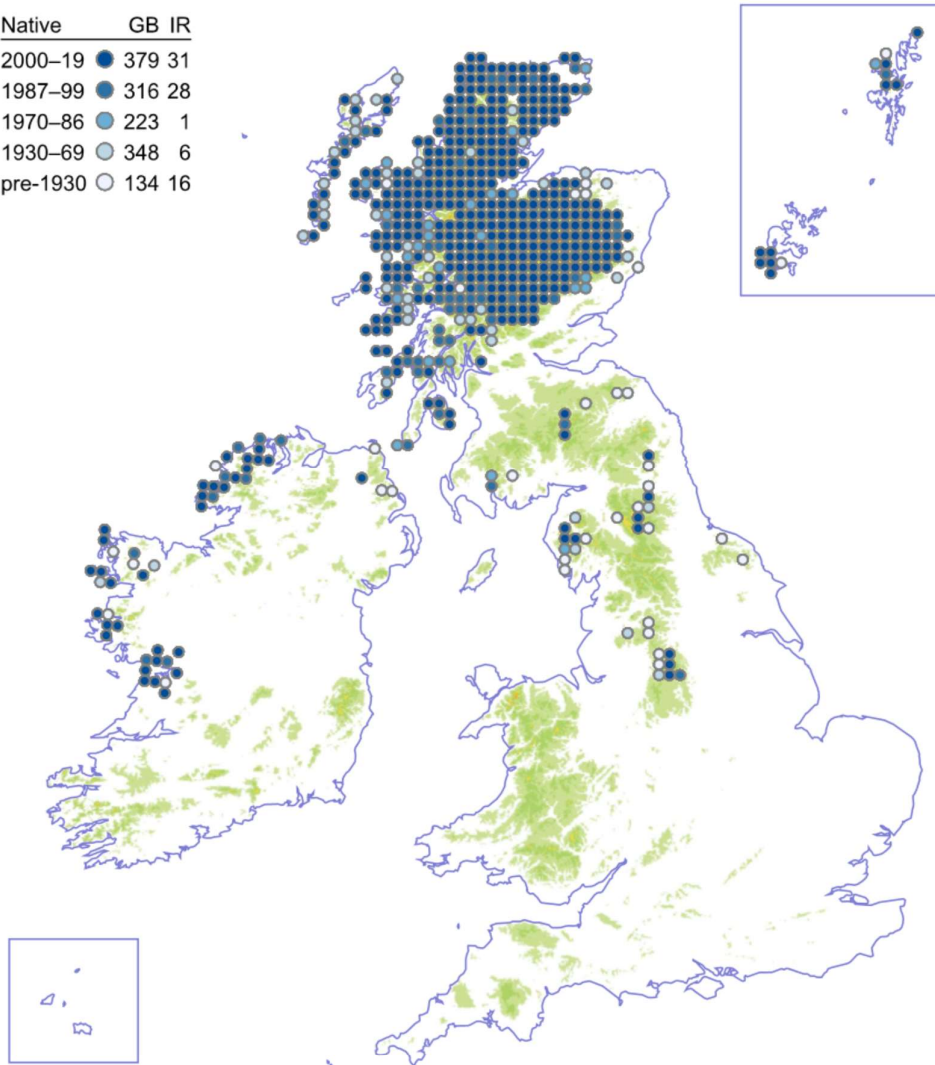 Native GB IR
2000–19 379 31
1987–99 316 28
1970–86 223 1
1930–69 348 6
pre-1930 134 16